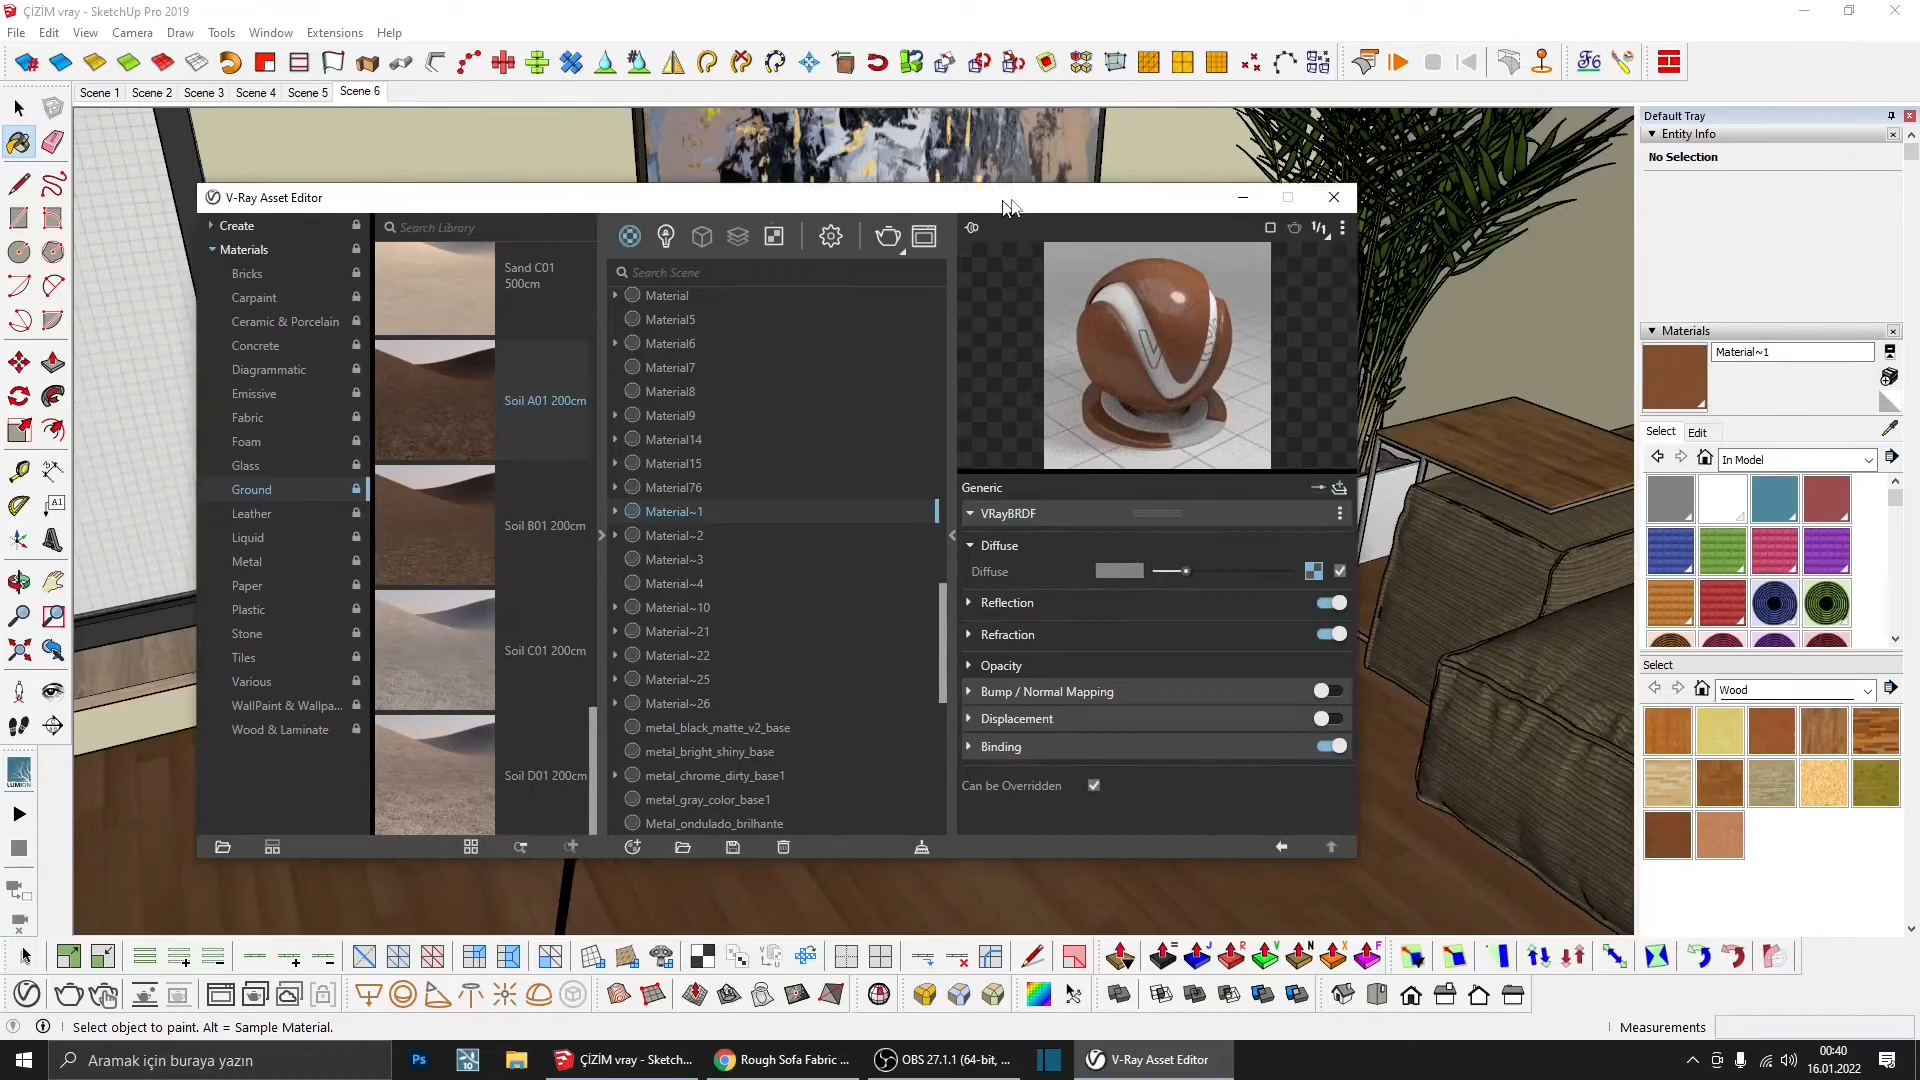 ÇİZİM vray - SketchUp Pro 2019
File Edit View Camera Draw Tools Window Extensions Help
Scene 1 Scene 2 Scene 3 Scene 4 Scene 5 Scene 6
V-Ray Asset Editor
Create
Materials
Bricks
Carpaint
Ceramic & Porcelain
Concrete
Diagrammatic
Emissive
Fabric
Foam
Glass
Ground
Leather
Liquid
Metal
Paper
Plastic
Stone
Tiles
Various
WallPaint & Wallpa...
Wood & Laminate
Search Library
Sand C01
500cm
Soil A01 200cm
Soil B01 200cm
Soil C01 200cm
Soil D01 200cm
Search Scene
Material
Material5
Material6
Material7
Material8
Material9
Material14
Material15
Material76
Material~1
Material~2
Material~3
Material~4
Material~10
Material~21
Material~22
Material~25
Material~26
metal_black_matte_v2_base
metal_bright_shiny_base
metal_chrome_dirty_base1
metal_gray_color_base1
Metal_ondulado_brilhante
1/1
Generic
VRayBRDF
Diffuse
Diffuse
Reflection
Refraction
Opacity
Bump / Normal Mapping
Displacement
Binding
Can be Overridden
Default Tray
Entity Info
No Selection
Materials
Material~1
Select Edit
In Model
Select
Wood
A1
LUMION
Select object to paint. Alt = Sample Material.
Measurements
Aramak için buraya yazın
Ps
10
ÇİZİM vray - Sketch...
Rough Sofa Fabric ...
OBS 27.1.1 (64-bit, ...
V-Ray Asset Editor
00:40
16.01.2022